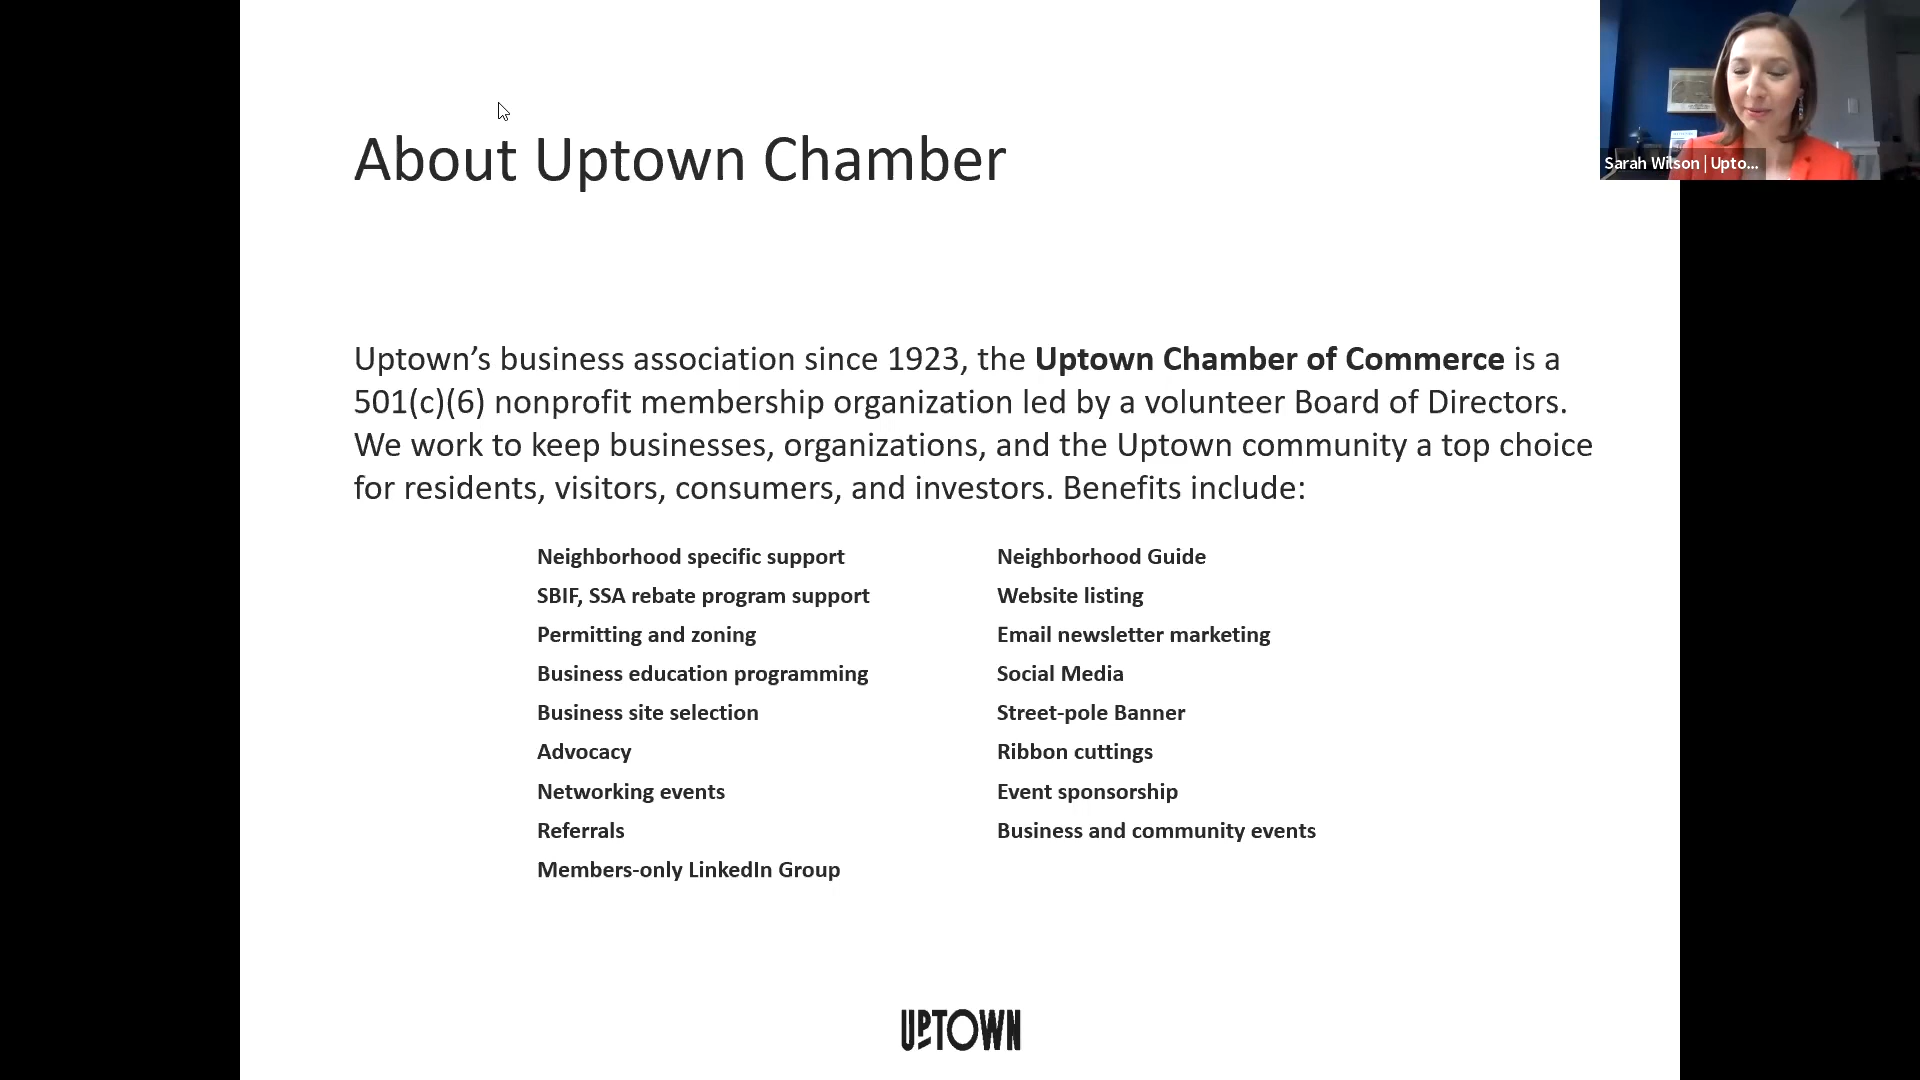 About Uptown Chamber
Sarah Wilson | Upto...
Uptown’s business association since 1923, the Uptown Chamber of Commerce is a
501(c)(6) nonprofit membership organization led by a volunteer Board of Directors.
We work to keep businesses, organizations, and the Uptown community a top choice
for residents, visitors, consumers, and investors. Benefits include:
Neighborhood specific support
SBIF, SSA rebate program support
Permitting and zoning
Business education programming
Business site selection
Advocacy
Networking events
Referrals
Members-only LinkedIn Group
Neighborhood Guide
Website listing
Email newsletter marketing
Social Media
Street-pole Banner
Ribbon cuttings
Event sponsorship
Business and community events
UPTOWN